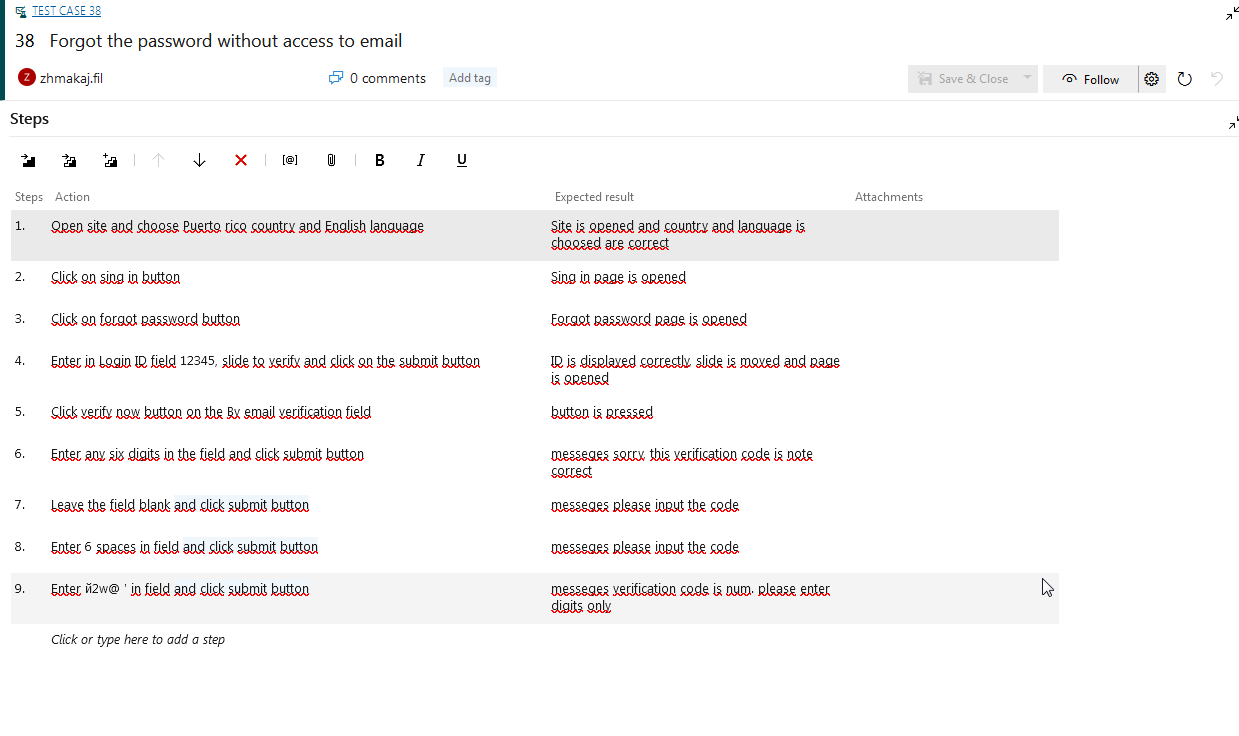 TEST CASE 38
38 Forgot the password without access to email
Z zhmakaj.fil
0 comments
Add tag
Save & Close
Follow
Steps
[@] B I U
Steps Action Expected result Attachments
1. Open site and choose Puerto rico country and English language
Site is opened and country and language is
choosed are correct
2. Click on sing in button
Sing in page is opened
3. Click on forgot password button
Forgot password page is opened
4. Enter in Login ID field 12345, slide to verify and click on the submit button
ID is displayed correctly, slide is moved and page
is opened
5. Click verify now button on the By email verification field
button is pressed
6. Enter any six digits in the field and click submit button
messeges sorry, this verification code is note
correct
7. Leave the field blank and click submit button
messeges please input the code
8. Enter 6 spaces in field and click submit button
messeges please input the code
9. Enter й2w@ ' in field and click submit button
messeges verification code is num. please enter
digits only
Click or type here to add a step